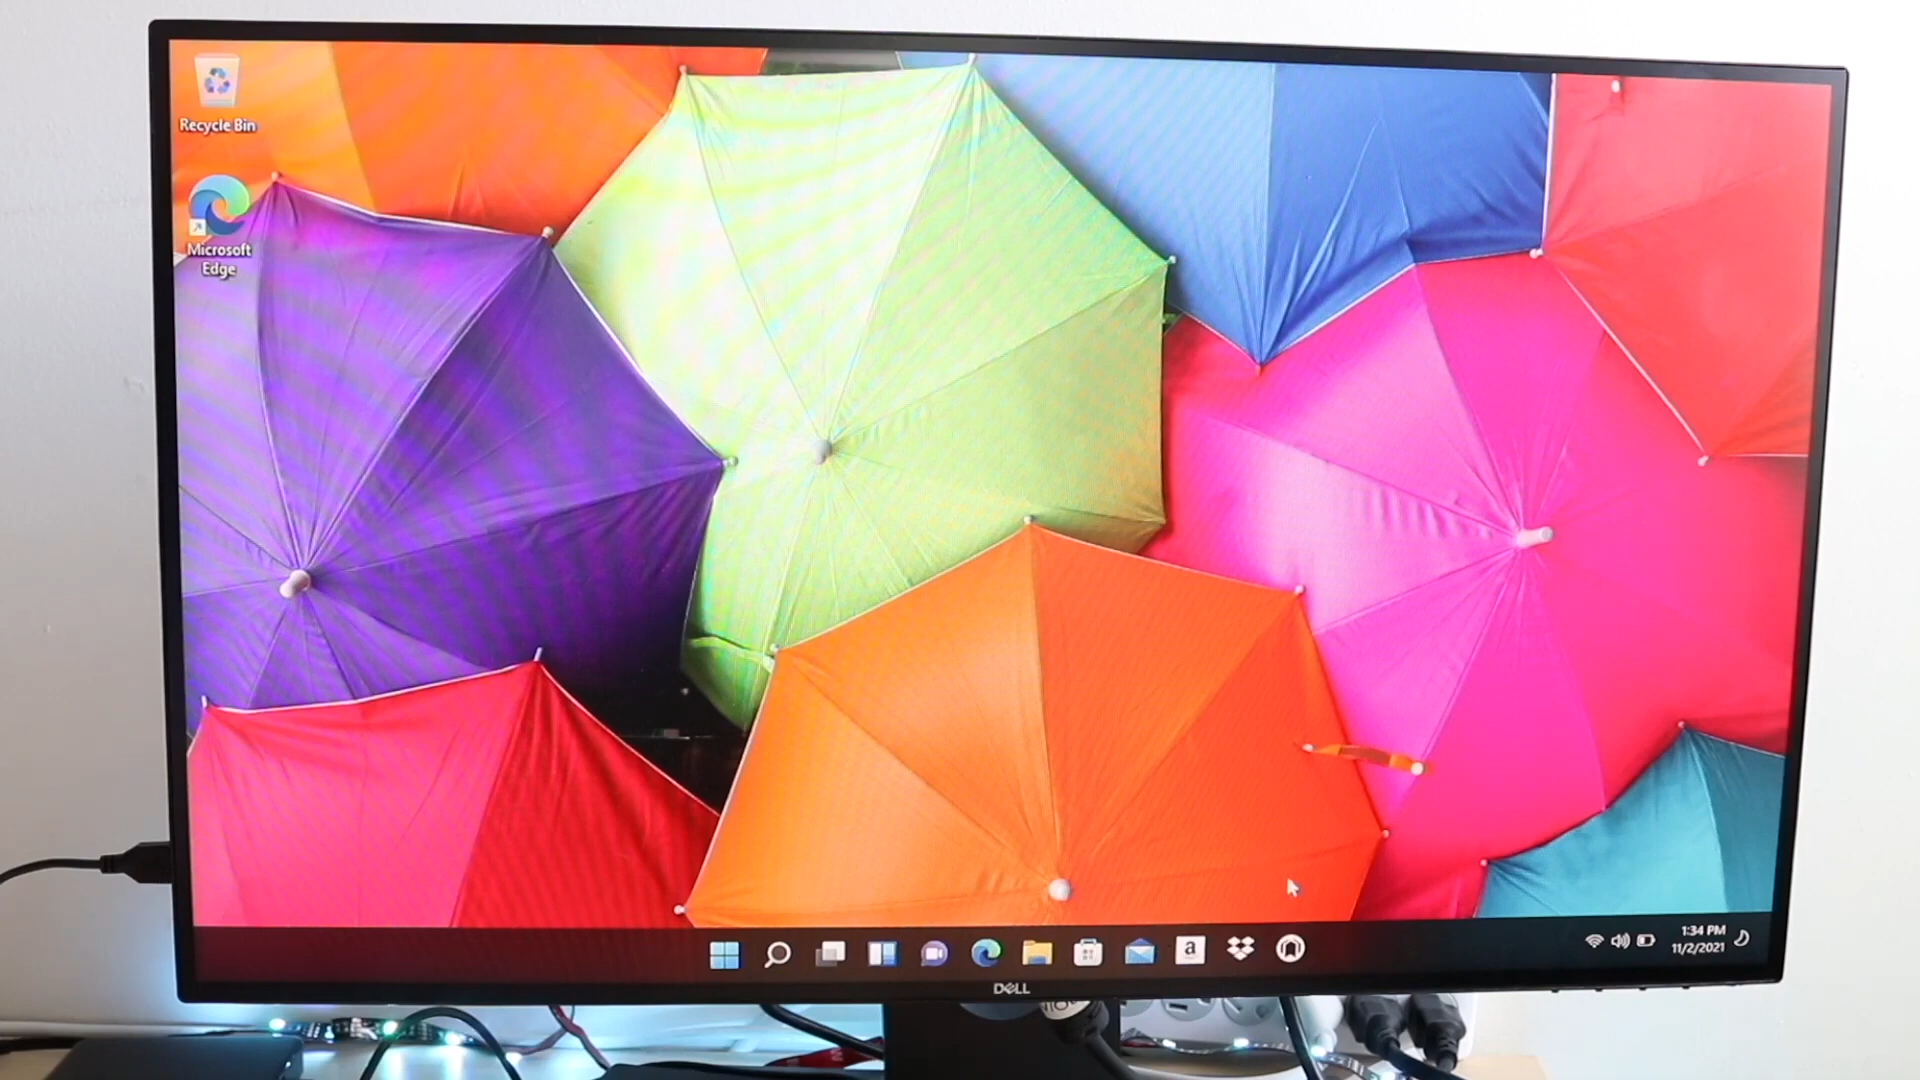 Recycle Bin
Microsoft
Edge
a
1:34 PM
11/2/2021
DELL